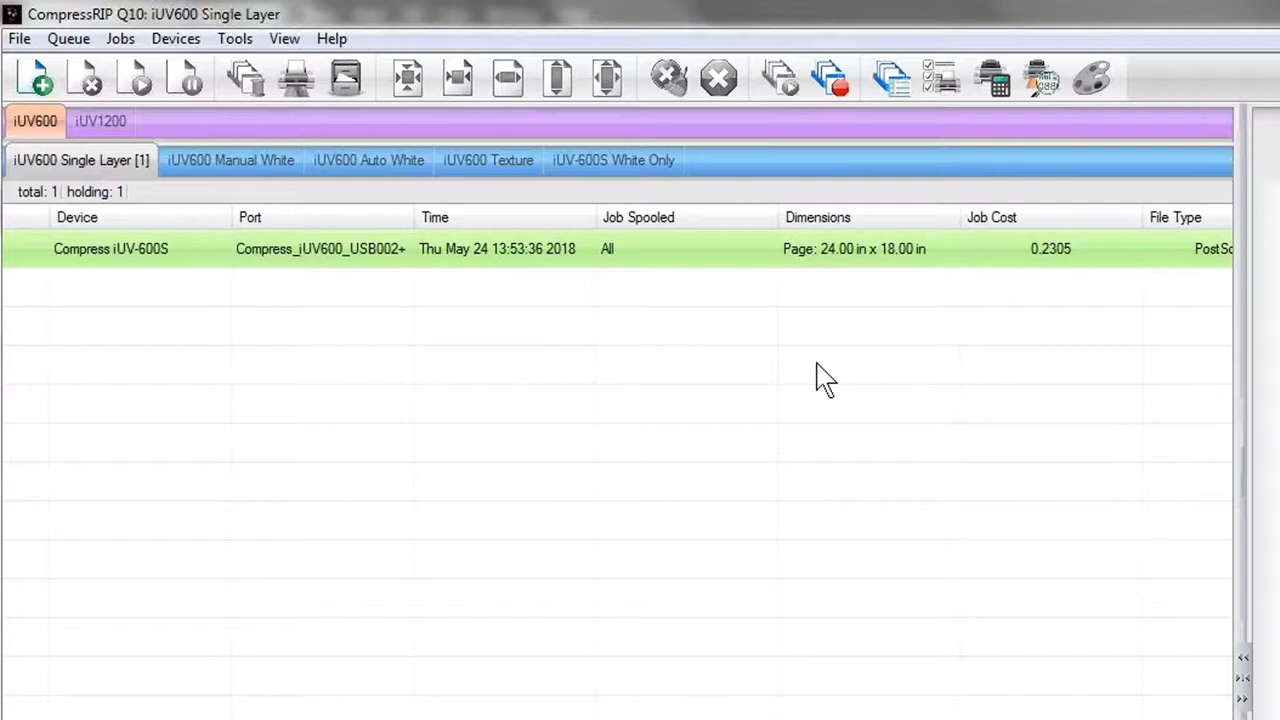 CompressRIP Q10: iUV600 Single Layer
File Queue Jobs Devices Tools View Help
iUV600 iUV1200
iUV600 Single Layer [1] iUV600 Manual White iUV600 Auto White iUV600 Texture iUV-600S White Only
total: 1 holding: 1
Device Port Time Job Spooled Dimensions Job Cost File Type
Compress iUV-600S Compress_iUV600_USB002+ Thu May 24 13:53:36 2018 All Page: 24.00 in x 18.00 in 0.2305 PostSc